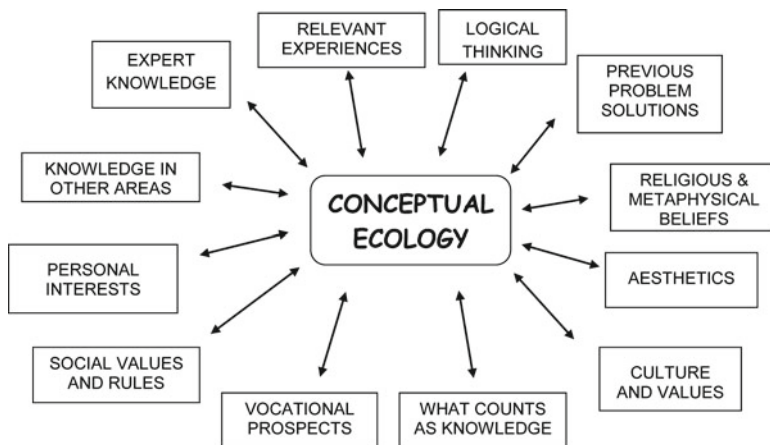 RELEVANT
EXPERIENCES
LOGICAL
THINKING
EXPERT
KNOWLEDGE
PREVIOUS
PROBLEM
SOLUTIONS
KNOWLEDGE IN
OTHER AREAS
CONCEPTUAL
ECOLOGY
RELIGIOUS &
METAPHYSICAL
BELIEFS
PERSONAL
INTERESTS
AESTHETICS
SOCIAL VALUES
AND RULES
CULTURE
AND VALUES
VOCATIONAL
PROSPECTS
WHAT COUNTS
AS KNOWLEDGE